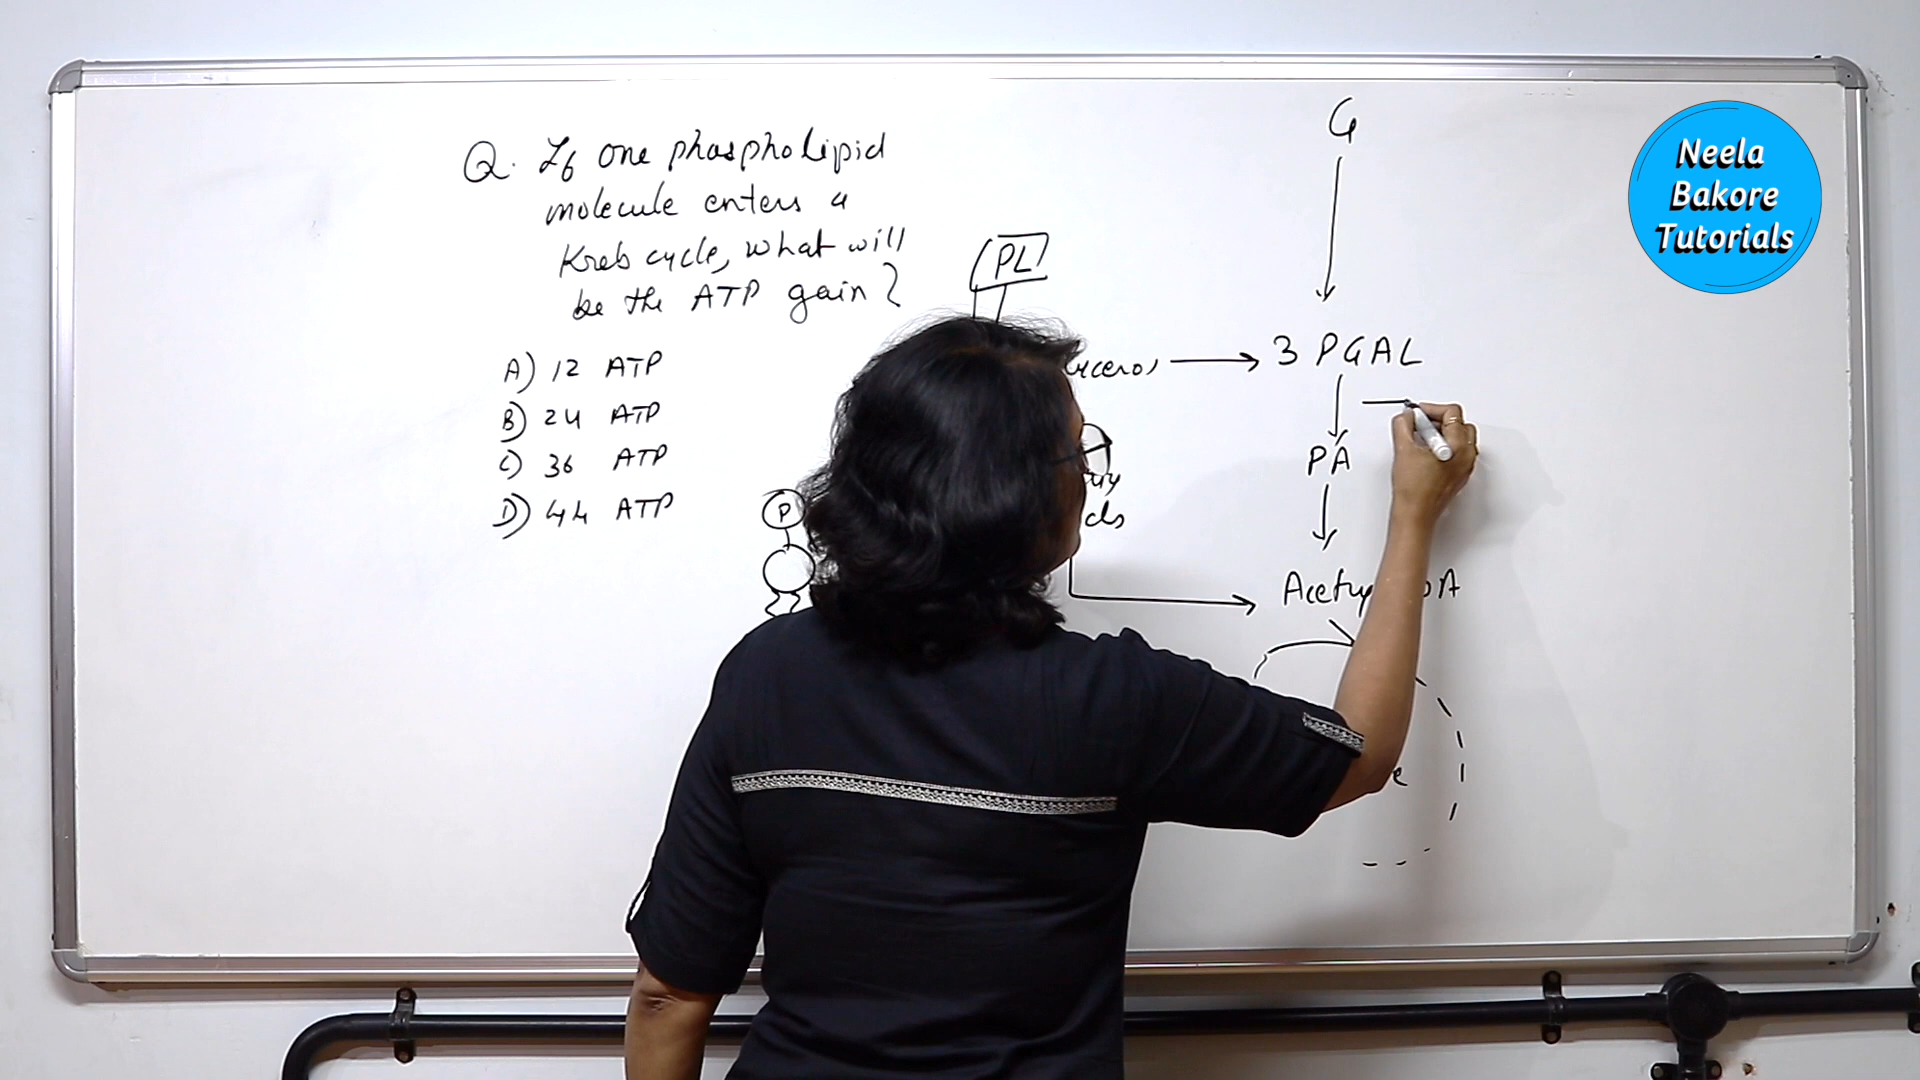 Q. If one phospholipid
molecule enters a
Kreb cycle, what will
be the ATP gain?
A) 12 ATP
B) 24 ATP
C) 36 ATP
D) 44 ATP
P
PL
G
3 PGAL
PA
Neela
Bakore
Tutorials